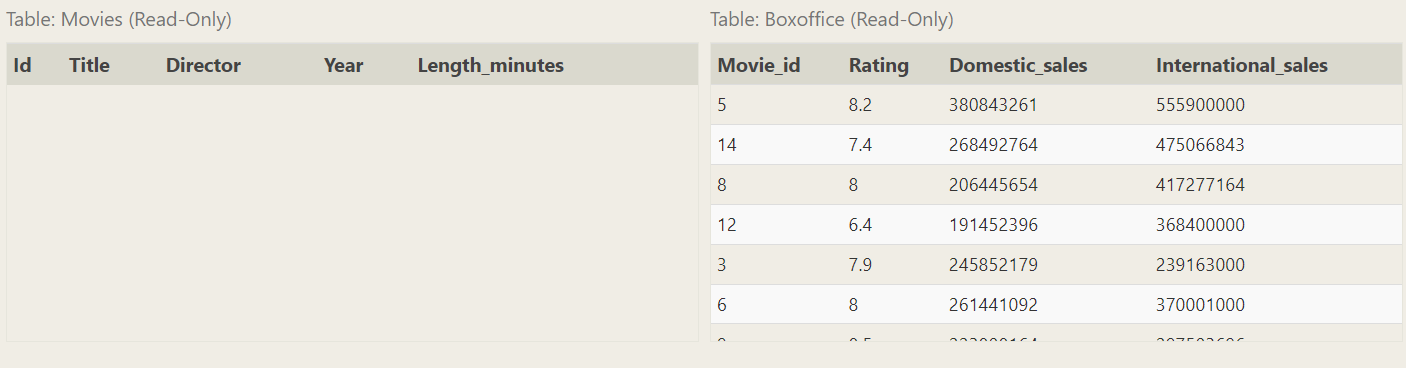 Table: Movies (Read-Only)
Id Title Director Year Length_minutes
Table: Boxoffice (Read-Only)
Movie_id Rating Domestic_sales International_sales
5 8.2 380843261 555900000
14 7.4 268492764 475066843
8 8 206445654 417277164
12 6.4 191452396 368400000
3 7.9 245852179 239163000
6 8 261441092 370001000